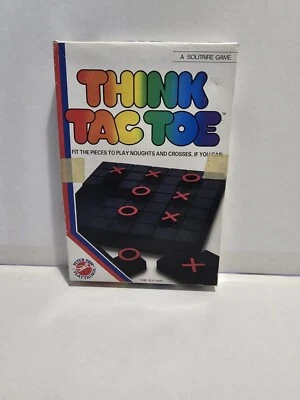 A SOLITAIRE GAME
THINK
TAC TOE
FIT THE PIECES TO PLAY NOUGHTS AND CROSSES, IF YOU CAN